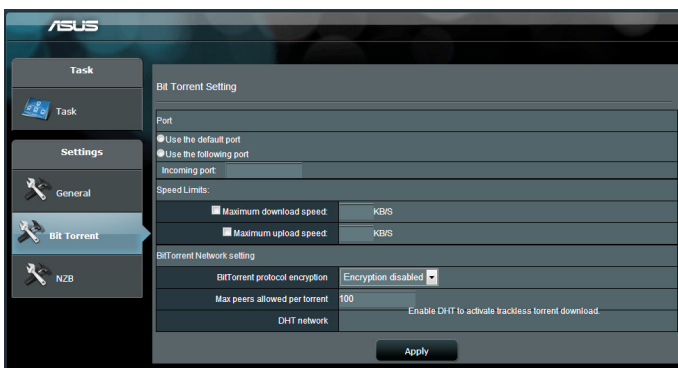 ASUS
Task
Task
Settings
General
Bit Torrent
NZB
Bit Torrent Setting
Port
Use the default port
Use the following port
Incoming port:
Speed Limits:
Maximum download speed: KB/S
Maximum upload speed: KB/S
BitTorrent Network setting
BitTorrent protocol encryption Encryption disabled
Max peers allowed per torrent 100
DHT network Enable DHT to activate trackless torrent download.
Apply